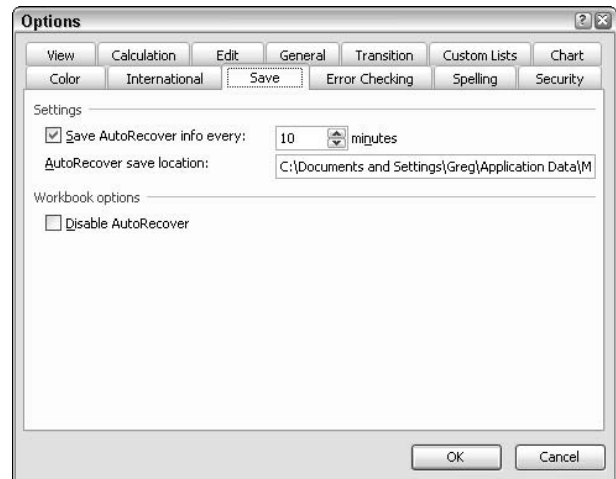 Options
View Calculation Edit General Transition Custom Lists Chart
Color International Save Error Checking Spelling Security
Settings
Save AutoRecover info every: 10 minutes
AutoRecover save location: C:\Documents and Settings\Greg\Application Data\M
Workbook options
Disable AutoRecover
OK Cancel